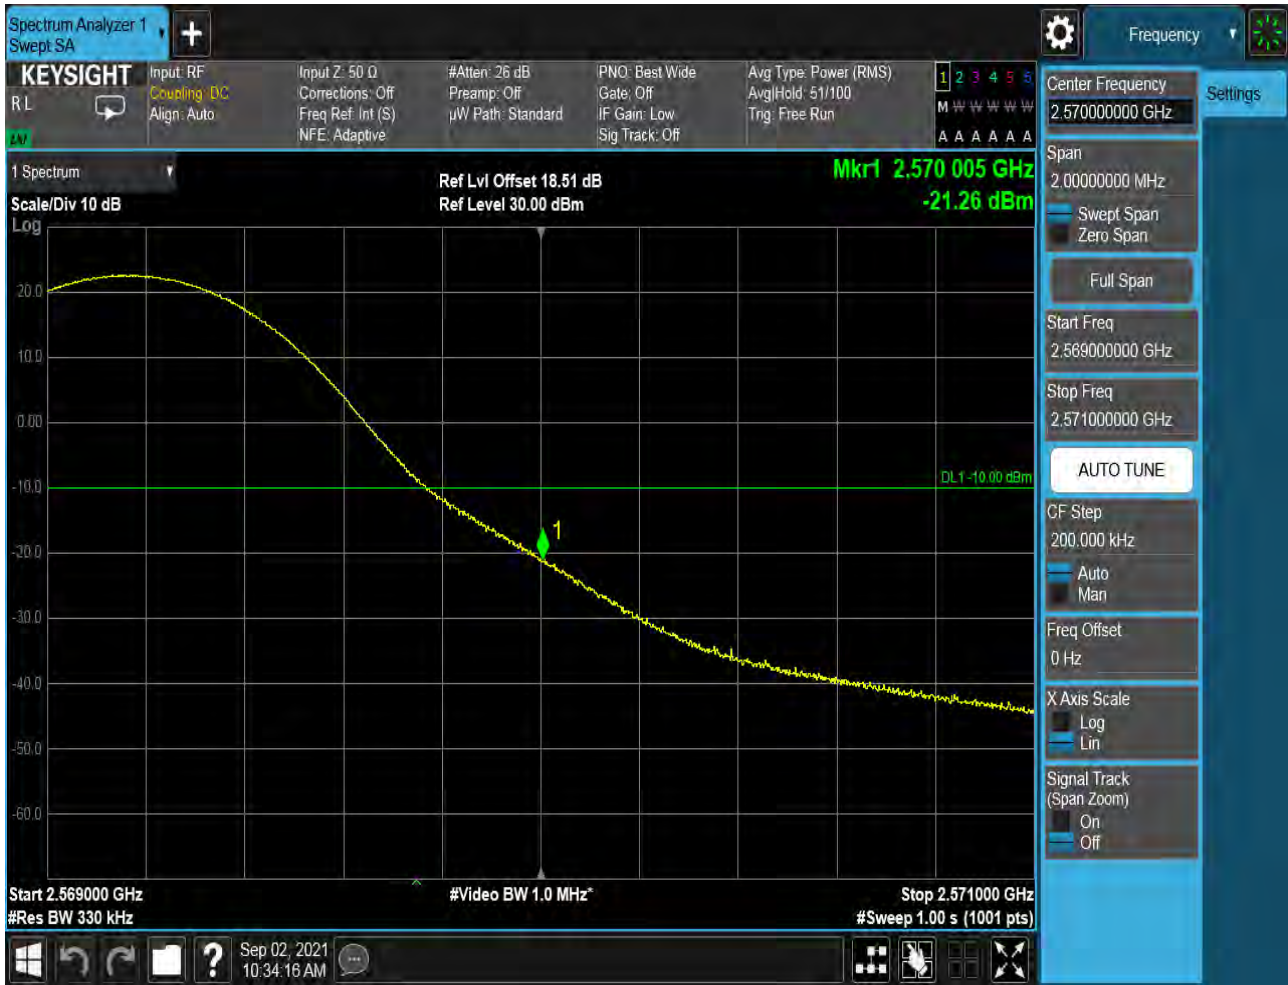 Spectrum Analyzer 1
Swept SA
+
Frequency
KEYSIGHT
RL
LNI
Input: RF
Coupling: DC
Align: Auto
Input Z: 50 Ω
Corrections: Off
Freq Ref: Int (S)
NFE: Adaptive
#Atten: 26 dB
Preamp: Off
µW Path: Standard
PNO: Best Wide
Gate: Off
IF Gain: Low
Sig Track: Off
Avg Type: Power (RMS)
Avg|Hold: 51/100
Trig: Free Run
1 2 3 4 5 6
M W W W W W
A A A A A A
1 Spectrum
Scale/Div 10 dB
Log
Ref Lvl Offset 18.51 dB
Ref Level 30.00 dBm
Mkr1 2.570 005 GHz
-21.26 dBm
20.0
10.0
0.00
-10.0
-20.0
-30.0
-40.0
-50.0
-60.0
DL1 -10.00 dBm
1
Start 2.569000 GHz
#Res BW 330 kHz
#Video BW 1.0 MHz*
Stop 2.571000 GHz
#Sweep 1.00 s (1001 pts)
Center Frequency
2.570000000 GHz
Settings
Span
2.00000000 MHz
Swept Span
Zero Span
Full Span
Start Freq
2.569000000 GHz
Stop Freq
2.571000000 GHz
AUTO TUNE
CF Step
200.000 kHz
Auto
Man
Freq Offset
0 Hz
X Axis Scale
Log
Lin
Signal Track
(Span Zoom)
On
Off
?
Sep 02, 2021
10:34:16 AM